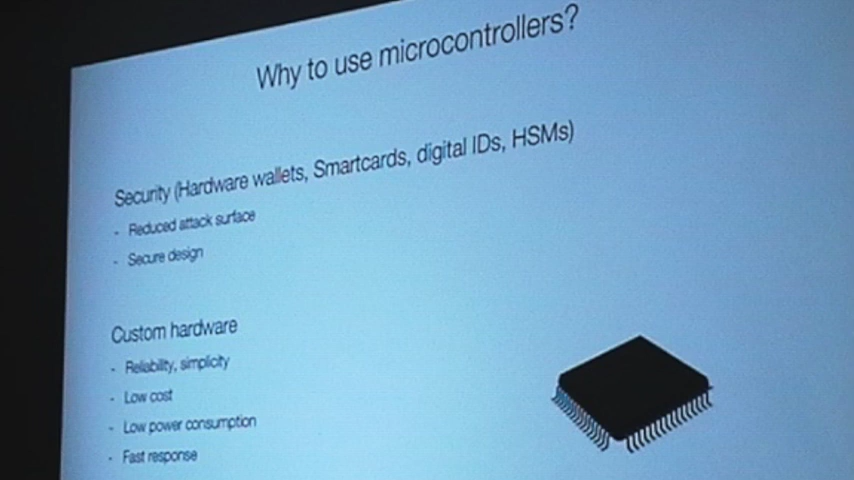 Why to use microcontrollers?
Security (Hardware wallets, Smartcards, digital IDs, HSMs)
- Reduced attack surface
- Secure design
Custom hardware
- Reliability, simplicity
- Low cost
- Low power consumption
- Fast response